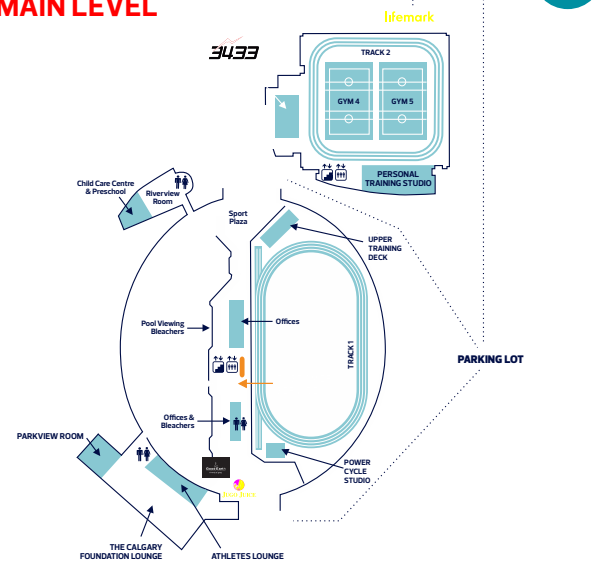 MAIN LEVEL
lifemark
3433
TRACK 2
GYM 4
GYM 5
PERSONAL
TRAINING STUDIO
Child Care Centre
& Preschool
Riverview
Room
Sport
Plaza
UPPER
TRAINING
DECK
Pool Viewing
Bleachers
Offices
TRACK 1
PARKING LOT
Offices &
Bleachers
PARKVIEW ROOM
POWER
CYCLE
STUDIO
THE CALGARY
FOUNDATION LOUNGE
ATHLETES LOUNGE